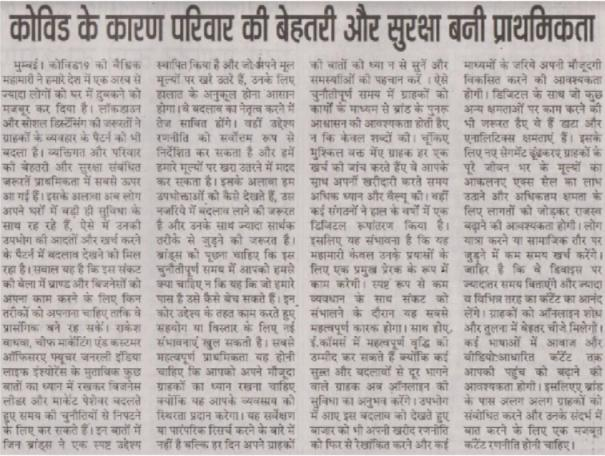 कोविड के कारण परिवार की बेहतरी और सुरक्षा बनी प्राथमिकता
मुम्बई। कोविड19 की वैश्विक
महामारी ने हमारे देश में एक अरब से
ज्यादा लोगों को घर में दुबकने को
मजबूर कर दिया है। लॉकडाउन
और सोशल डिस्टेंसिंग की जरूरतों ने
ग्राहकों के व्यवहार के पैटर्न को भी
बदला है। व्यक्तिगत और परिवार
की बेहतरी और सुरक्षा संबंधित
जरूरतें प्राथमिकता में सबसे ऊपर
आ गई हैं। इसके अलावा अब लोग
अपने घरों में बड़ी ही सुविधा के
साथ रह रहे हैं, ऐसे में उनकी
उपभोग की आदतों और खर्च करने
के पैटर्न में बदलाव देखने को मिल
रहा है। सवाल यह है कि इस संकट
की बेला में ब्राण्ड और बिजनेसों को
अपना काम करने के लिए किन
तरीकों को अपनाना चाहिए ताकि वे
प्रासंगिक बने रह सकें। राकेश
वाधवा, चीफ मार्केटिंग एंड कस्टमर
ऑफिसर, फ्यूचर जनरली इंडिया
लाइफ इंश्योरेंस के मुताबिक कुछ
बातों का ध्यान में रखकर बिजनेस
लीडर और मार्केट पेशेवर बदलते
हुए समय की चुनौतियों से निपटने
के लिए कर सकते हैं। इन बातों में
जिन ब्रांड्स ने एक स्पष्ट उद्देश्य
स्थापित किया है और जो अपने मूल
मूल्यों पर खरे उतरें हैं, उनके लिए
हालात के अनुकूल होना आसान
होगा। वे बदलाव का नेतृत्व करने में
तेज साबित होंगे। वहीं उद्देश्य
रणनीति को सर्वोत्तम रूप से
निर्देशित कर सकता है और हमें
हमारे मूल्यों पर खरा उतरने में मदद
कर सकता है। इसके अलावा हम
उपभोक्ताओं को कैसे देखते हैं, उस
नजरिये में बदलाव लाने की जरूरत
है और उनके साथ ज्यादा सार्थक
तरीके से जुड़ने की जरूरत है।
ब्रांड्स को पूछना चाहिए कि इस
चुनौतीपूर्ण समय में आपको हमसे
क्या चाहिए न कि यह कि जो हमारे
पास है उसे कैसे बेच सकते हैं। इन
कोर उद्देश्य के तहत काम करते हुए
सहयोग या विस्तार के लिए नई
संभावनाएं खुल सकती हैं। सबसे
महत्वपूर्ण प्राथमिकता यह होनी
चाहिए कि आपको अपने मौजूदा
ग्राहकों का ध्यान रखना चाहिए
क्योंकि यह आपके व्यवसाय को
स्थिरता प्रदान करेगा। यह सर्वेक्षण
या पारंपरिक रिसर्च करने के बारे में
नहीं है बल्कि हर दिन अपने ग्राहकों
की बातों को ध्या न से सुनें और
समस्याओं की पहचान करें । ऐसे
चुनौतीपूर्ण समय में ग्राहकों को
कार्यों के माध्यम से ब्रांड के पुनरू
आश्वासन की आवश्यकता होती हैए
न कि केवल शब्दों की। चूंकिए
मुश्किल वक्त मेंए ग्राहक हर एक
खर्च को जांच करते हैंए वे आपके
साथ अपनी खरीदारी करते समय
अधिक ध्यान और वैल्यू की। वहीं
कई संगठनों ने हाल के वर्षों में एक
डिजिटल रूपांतरण किया है।
इसलिए यह संभावना है कि यह
महामारी केवल उनके प्रयासों के
लिए एक प्रमुख प्रेरक के रूप में
काम करेगी। स्पष्ट रूप से कम
व्यवधान के साथ संकट को
संभालने के दौरान यह सबसे
महत्वपूर्ण कारक होगा। साथ होए
ई.कॉमर्स में महत्वपूर्ण वृद्धि की
उम्मीद कर सकते हैं क्योंकि कई
सुस्त और बदलावों से दूर भागने
वाले ग्राहक अब ऑनलाइन की
सुविधा का अनुभव करेंगे। उपभोग
में आए इस बदलाव को देखते हुए
बाजार को भी अपनी खरीद रणनीति
को फिर से रेखांकित करने और कई
माध्यमों के जरिये अपनी मौजूदगी
विकसित करने की आवश्यकता
होगी। डिजिटल के साथ जो कुछ
अन्य क्षमताओं पर काम करने की
भी जरूरत हैए वे हैं डाटा और
एनालिटिक्स क्षमताएं हैं। इसके
लिए नए सेगमेंट ढूंढकरए ग्राहकों के
पूरे जीवन भर के मूल्यों का
आकलनए एक्स सैल का लाभ
उठाने और अधिकतम क्षमता के
लिए लागतों को जोड़कर राजस्व
बढ़ाने की आवश्यकता होगी। लोग
यात्रा करने या सामाजिक तौर पर
जुड़ने में कम समय खर्च करेंगे।
जाहिर है कि वे डिवाइस पर
ज्यादातर समय बिताएँगे और ज्यादा
व विभिन्न तरह का कंटेंट का आनंद
लेंगे। ग्राहकों को ऑनलाइन शोध
और तुलना में बेहतर चीजें मिलेगी।
कई भाषाओं में आवाज और
वीडियो.आधारित कंटेंट तक
आपकी पहुंच को बढ़ाने की
आवश्यकता होगी। इसलिएए ब्रांड
के पास अलग अलग ग्राहकों को
संबोधित करने और उनके संदर्भ में
बात करने के लिए एक मजबूत
कंटेंट रणनीति होनी चाहिए।